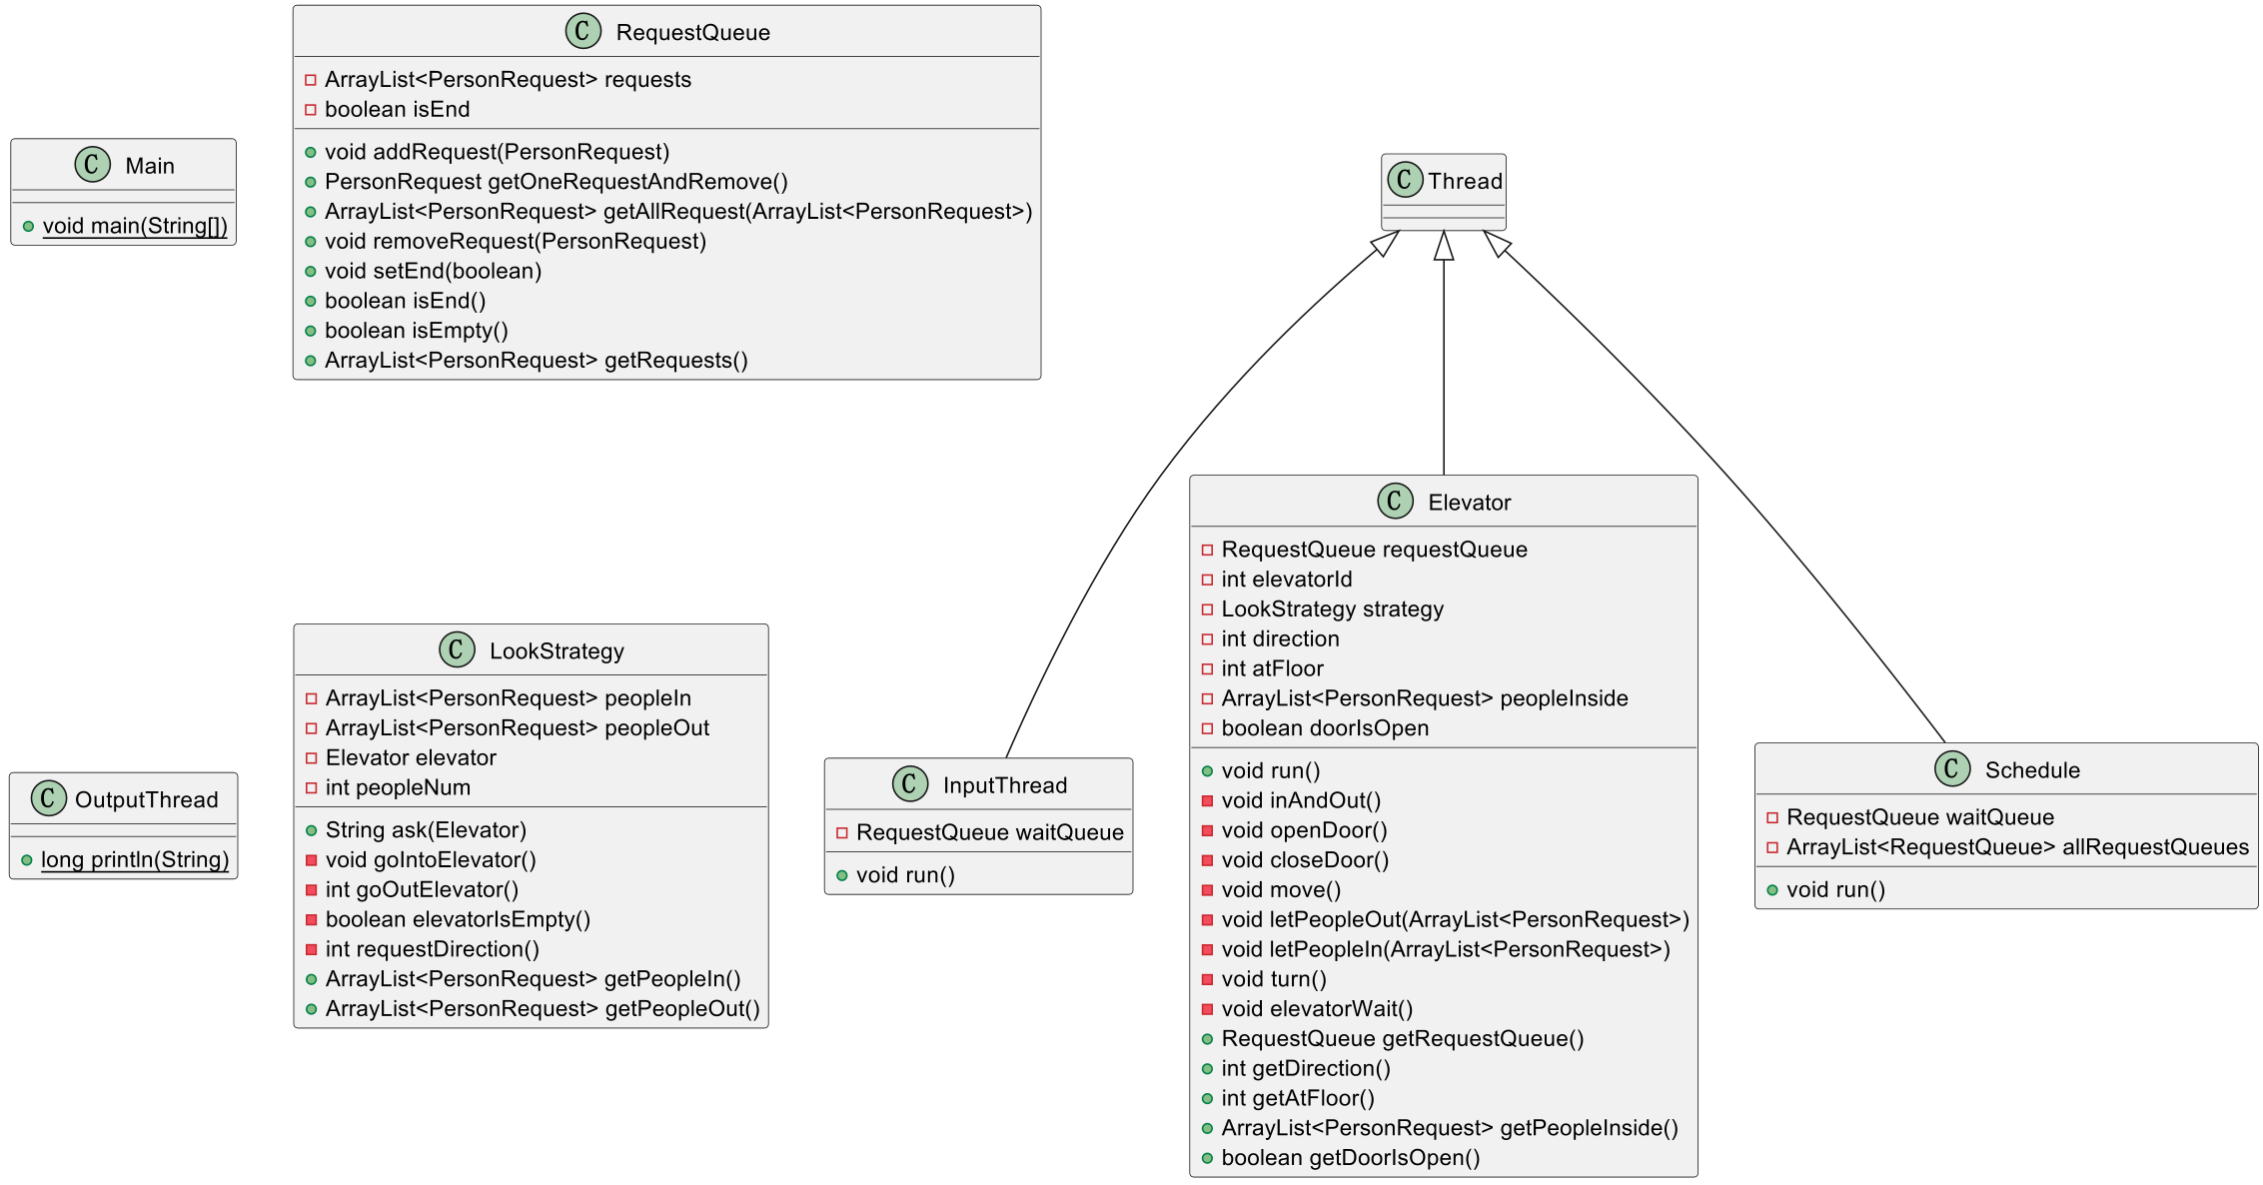 C RequestQueue
ArrayList<PersonRequest> requests
boolean isEnd
void addRequest(PersonRequest)
PersonRequest getOneRequestAndRemove()
ArrayList<PersonRequest> getAllRequest(ArrayList<PersonRequest>)
void removeRequest(PersonRequest)
void setEnd(boolean)
boolean isEnd()
boolean isEmpty()
ArrayList<PersonRequest> getRequests()
C Main
void main(String[])
C Thread
C Elevator
RequestQueue requestQueue
int elevatorId
LookStrategy strategy
int direction
int atFloor
ArrayList<PersonRequest> peopleInside
boolean doorIsOpen
void run()
void inAndOut()
void openDoor()
void closeDoor()
void move()
void letPeopleOut(ArrayList<PersonRequest>)
void letPeopleIn(ArrayList<PersonRequest>)
void turn()
void elevatorWait()
RequestQueue getRequestQueue()
int getDirection()
int getAtFloor()
ArrayList<PersonRequest> getPeopleInside()
boolean getDoorIsOpen()
C LookStrategy
ArrayList<PersonRequest> peopleIn
ArrayList<PersonRequest> peopleOut
Elevator elevator
int peopleNum
String ask(Elevator)
void goIntoElevator()
int goOutElevator()
boolean elevatorIsEmpty()
int requestDirection()
ArrayList<PersonRequest> getPeopleIn()
ArrayList<PersonRequest> getPeopleOut()
C OutputThread
long println(String)
C InputThread
RequestQueue waitQueue
void run()
C Schedule
RequestQueue waitQueue
ArrayList<RequestQueue> allRequestQueues
void run()